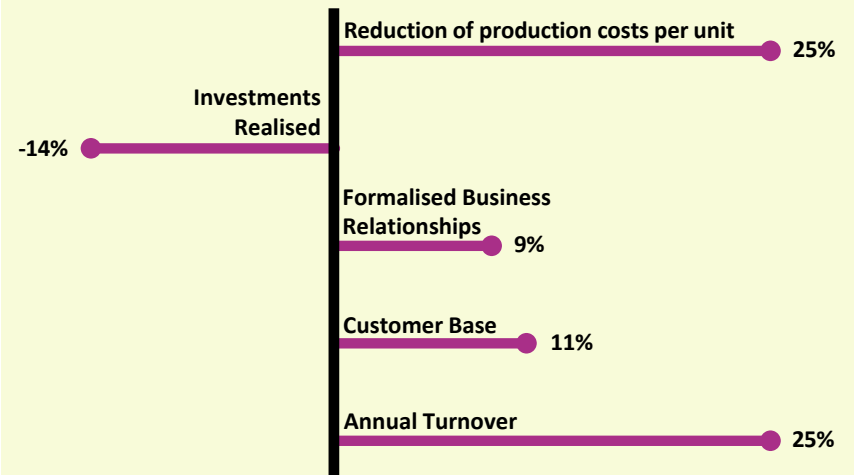 Reduction of production costs per unit
25%
Investments
Realised
-14%
Formalised Business
Relationships
9%
Customer Base
11%
Annual Turnover
25%